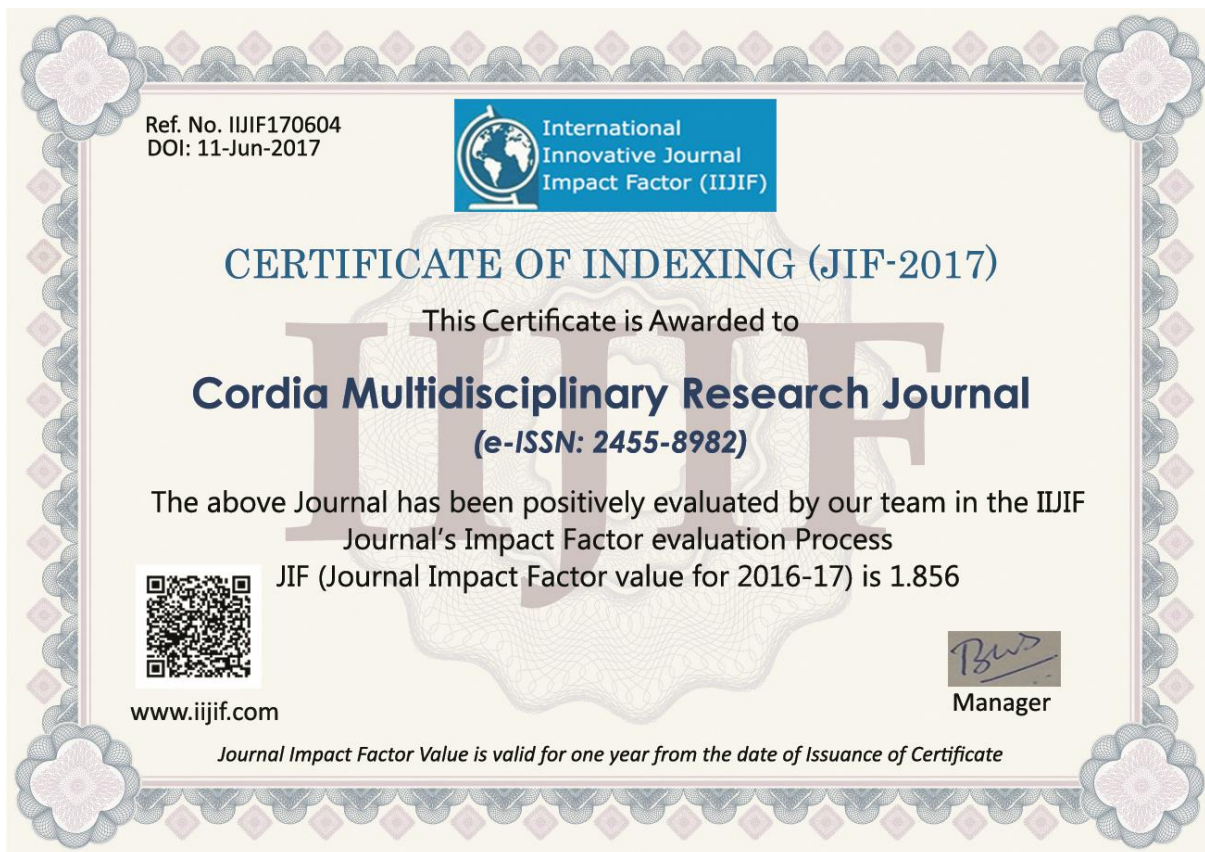 Ref. No. IIJIF170604
DOI: 11-Jun-2017
International
Innovative Journal
Impact Factor (IIJIF)
CERTIFICATE OF INDEXING (JIF-2017)
This Certificate is Awarded to
IIJIF
Cordia Multidisciplinary Research Journal
(e-ISSN: 2455-8982)
The above Journal has been positively evaluated by our team in the IIJIF
Journal's Impact Factor evaluation Process
JIF (Journal Impact Factor value for 2016-17) is 1.856
www.iijif.com
Manager
Journal Impact Factor Value is valid for one year from the date of Issuance of Certificate